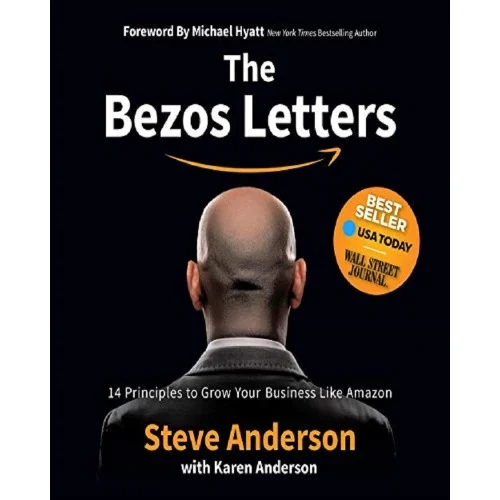 Foreword By Michael Hyatt New York Times Bestselling Author
The
Bezos Letters
BEST
SELLER
USA TODAY
WALL STREET
JOURNAL.
14 Principles to Grow Your Business Like Amazon
Steve Anderson
with Karen Anderson